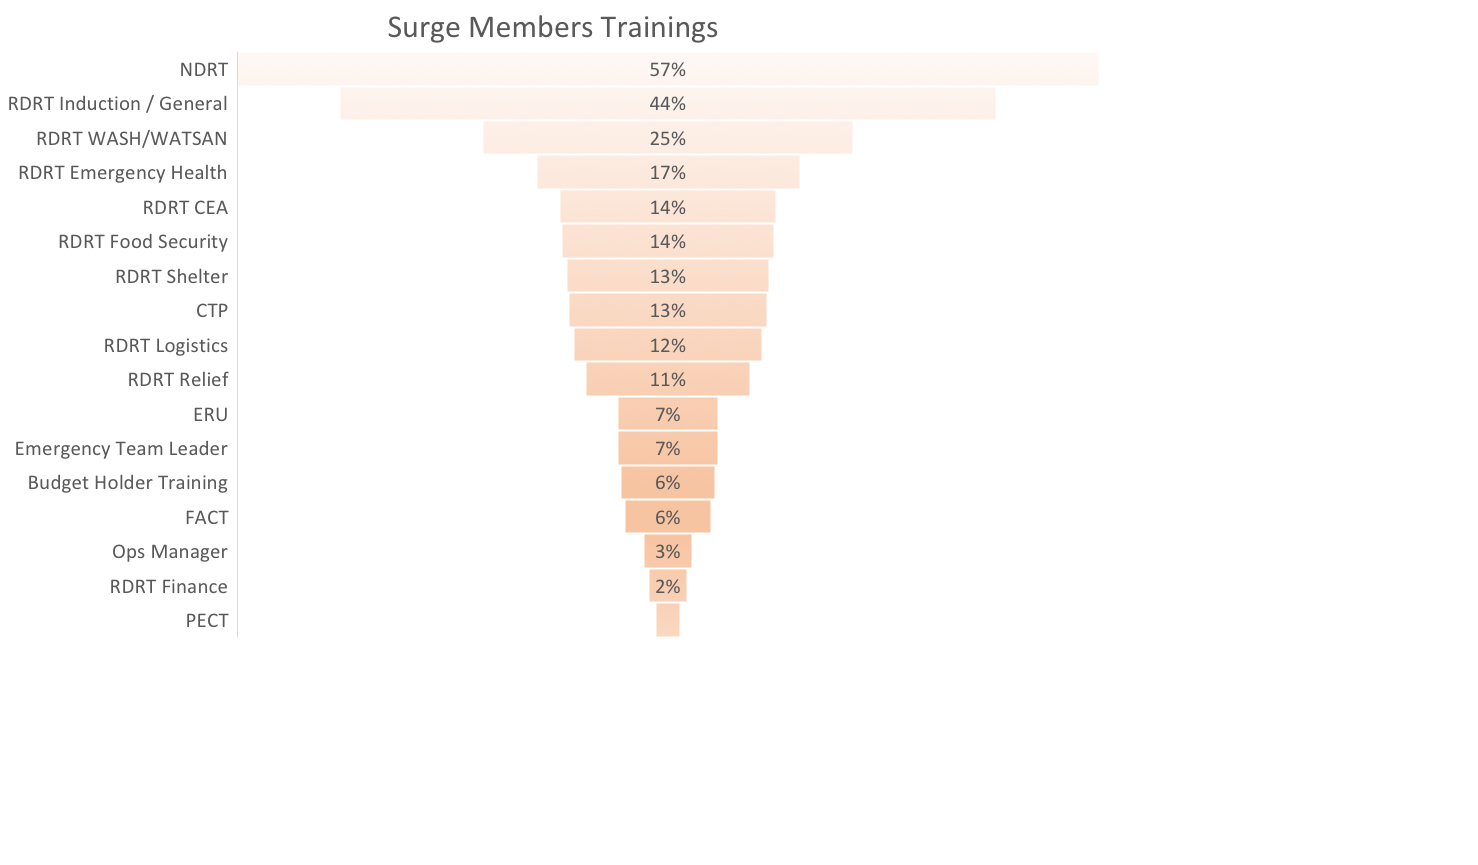 Surge Members Trainings
NDRT 57%
RDRT Induction / General 44%
RDRT WASH/WATSAN 25%
RDRT Emergency Health 17%
RDRT CEA 14%
RDRT Food Security 14%
RDRT Shelter 13%
CTP 13%
RDRT Logistics 12%
RDRT Relief 11%
ERU 7%
Emergency Team Leader 7%
Budget Holder Training 6%
FACT 6%
Ops Manager 3%
RDRT Finance 2%
PECT